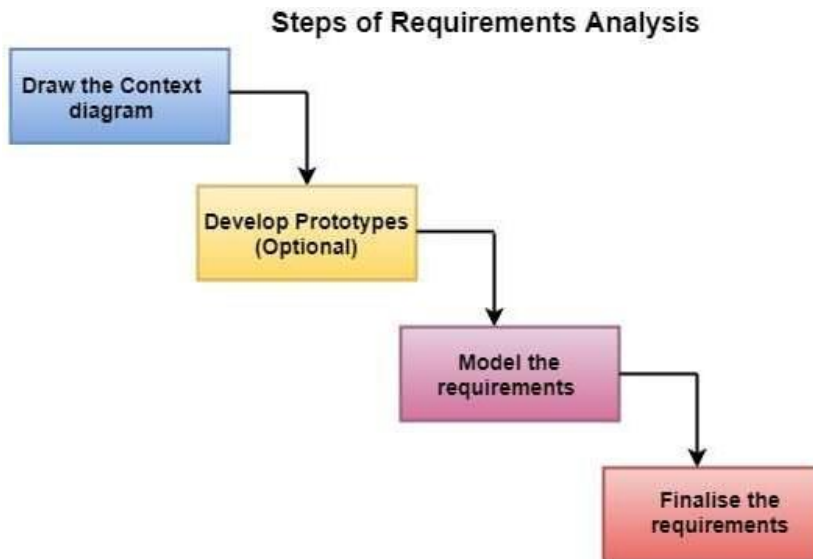 Steps of Requirements Analysis
Draw the Context
diagram
Develop Prototypes
(Optional)
Model the
requirements
Finalise the
requirements